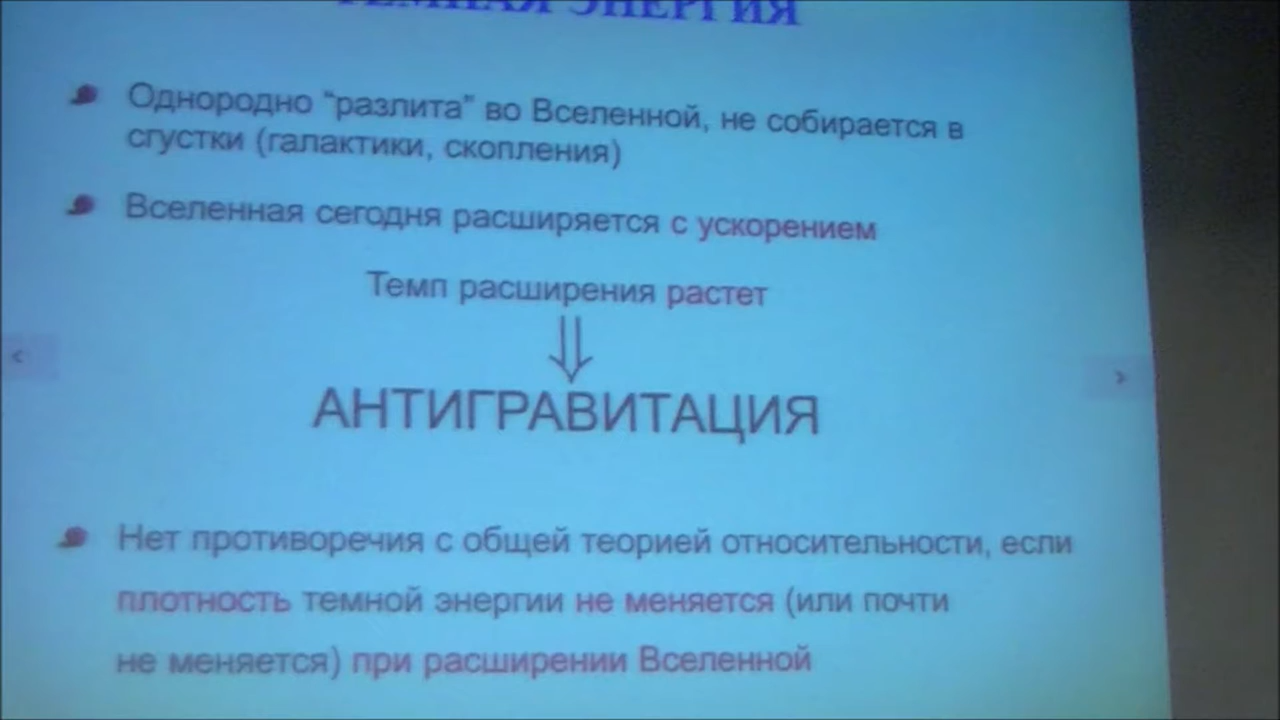 ТЕМНАЯ ЭНЕРГИЯ
Однородно “разлита” во Вселенной, не собирается в
сгустки (галактики, скопления)
Вселенная сегодня расширяется с ускорением
Темп расширения растет
⇓
АНТИГРАВИТАЦИЯ
Нет противоречия с общей теорией относительности, если
плотность темной энергии не меняется (или почти
не меняется) при расширении Вселенной